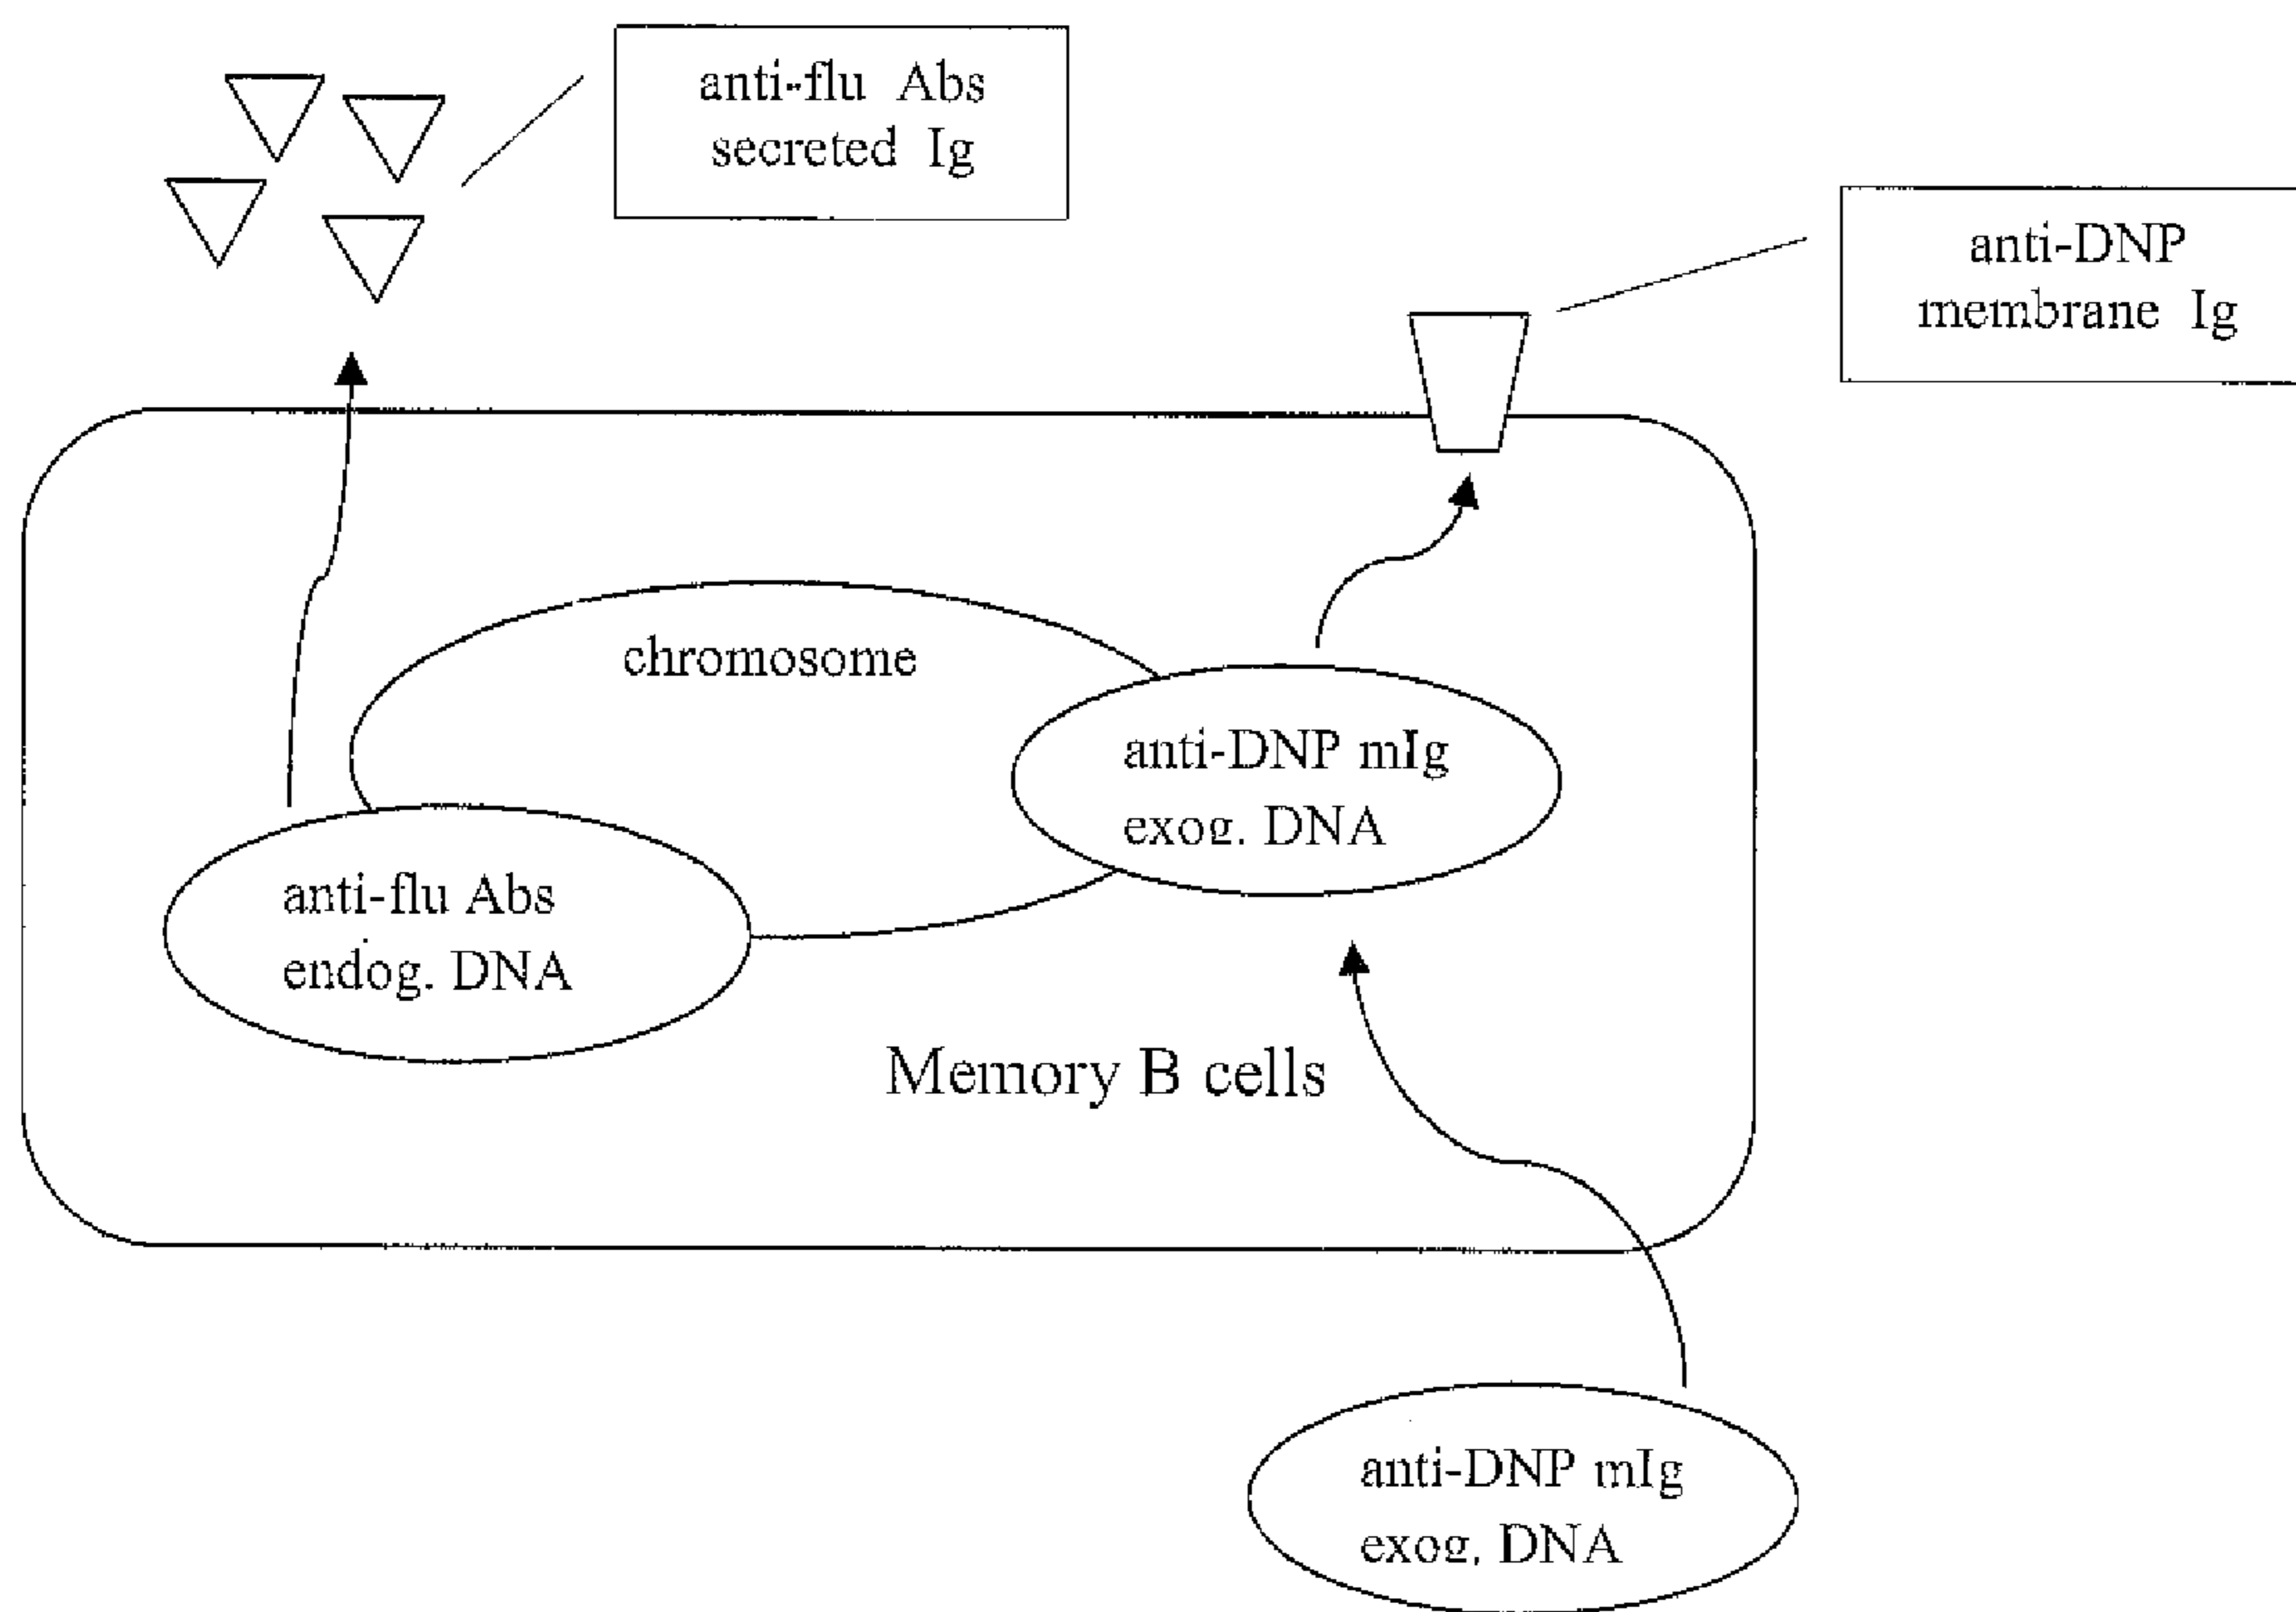 anti-flu Abs
secreted Ig
anti-DNP
membrane Ig
chromosome
anti-DNP mIg
exog. DNA
anti-flu Abs
endog. DNA
Memory B cells
anti-DNP mIg
exog. DNA